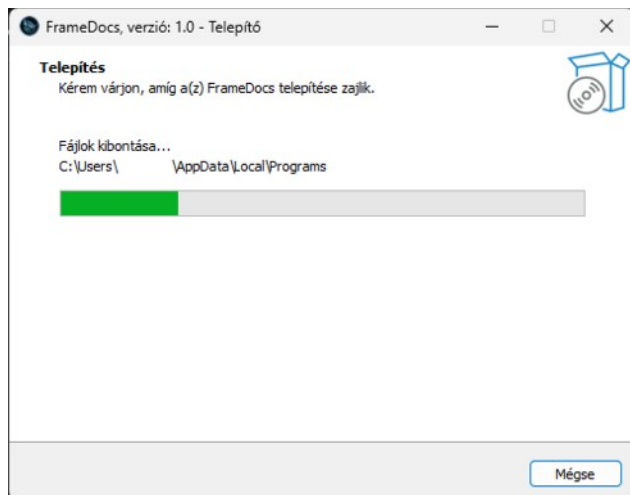 FrameDocs, verzió: 1.0 - Telepítő
Telepítés
Kérem várjon, amíg a(z) FrameDocs telepítése zajlik.
Fájlok kibontása...
C:\Users\ \AppData\Local\Programs
Mégse